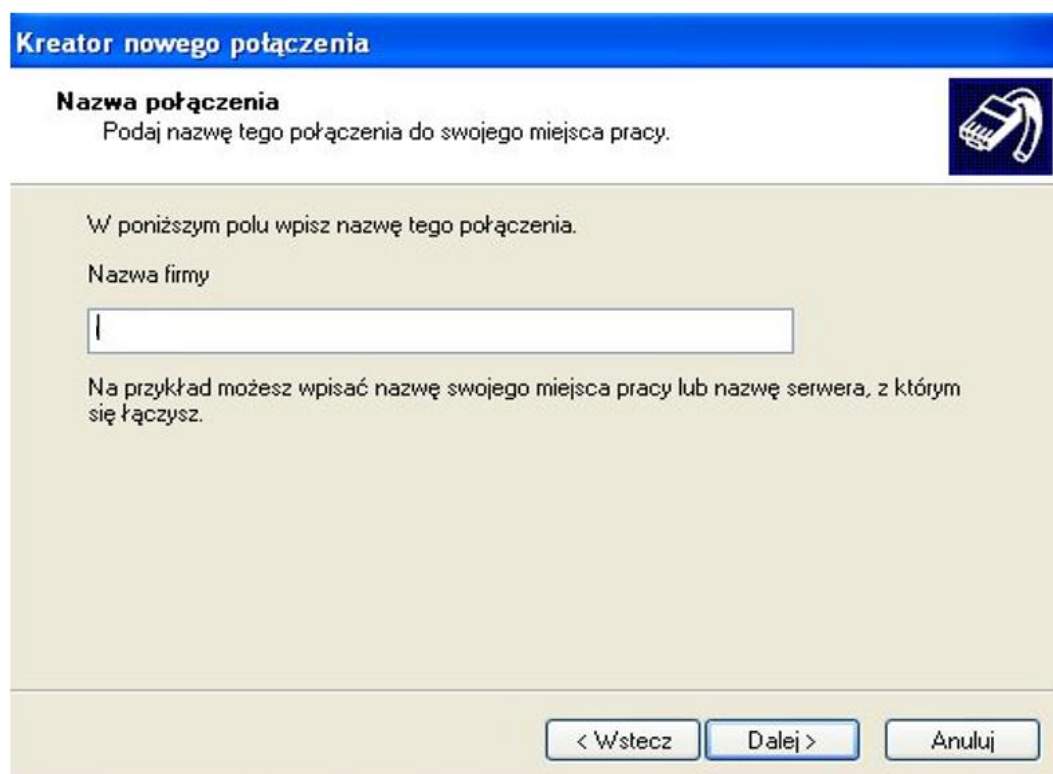 Kreator nowego połączenia
Nazwa połączenia
Podaj nazwę tego połączenia do swojego miejsca pracy.
W poniższym polu wpisz nazwę tego połączenia.
Nazwa firmy
Na przykład możesz wpisać nazwę swojego miejsca pracy lub nazwę serwera, z którym
się łączysz.
< Wstecz
Dalej >
Anuluj